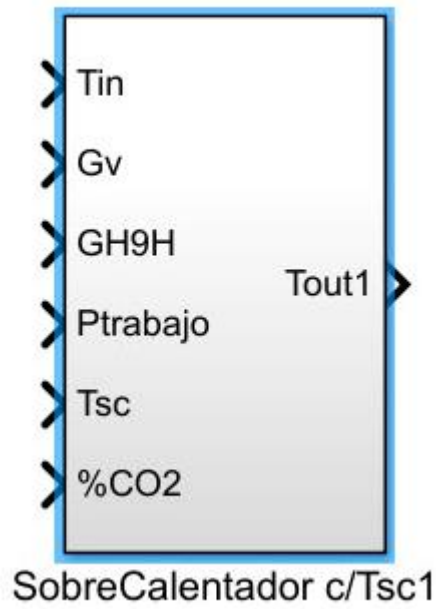 Tin
Gv
GH9H
Tout1
Ptrabajo
Tsc
%CO2
SobreCalentador c/Tsc1